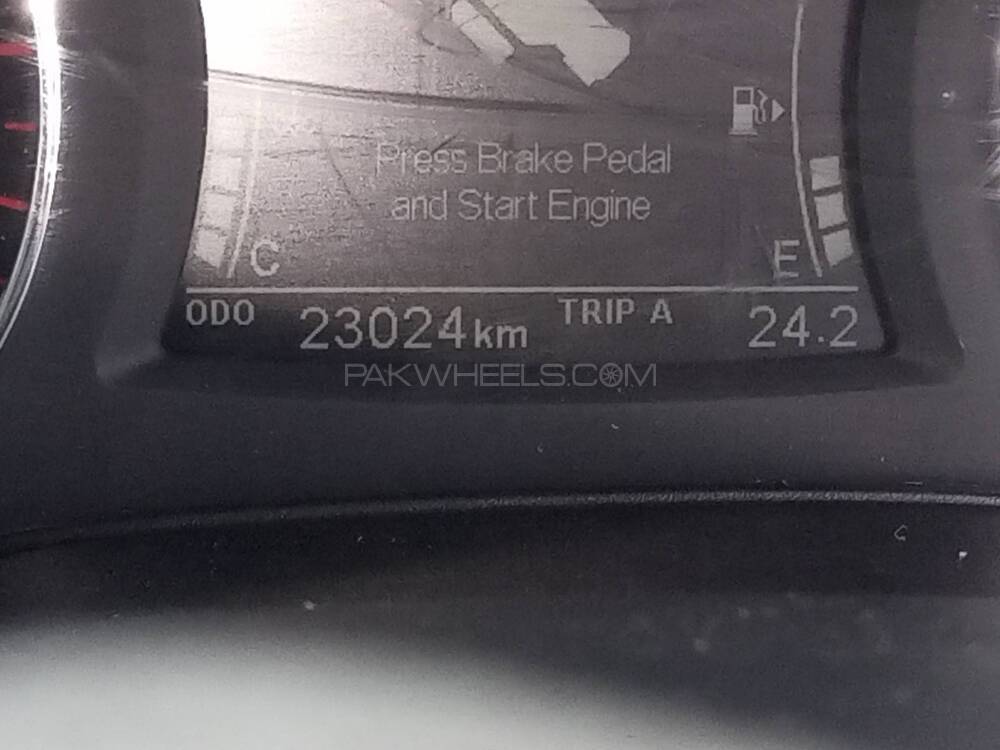 Press Brake Pedal
and Start Engine
C
E
ODO 23024km TRIP A 24.2
PAKWHEELS.COM